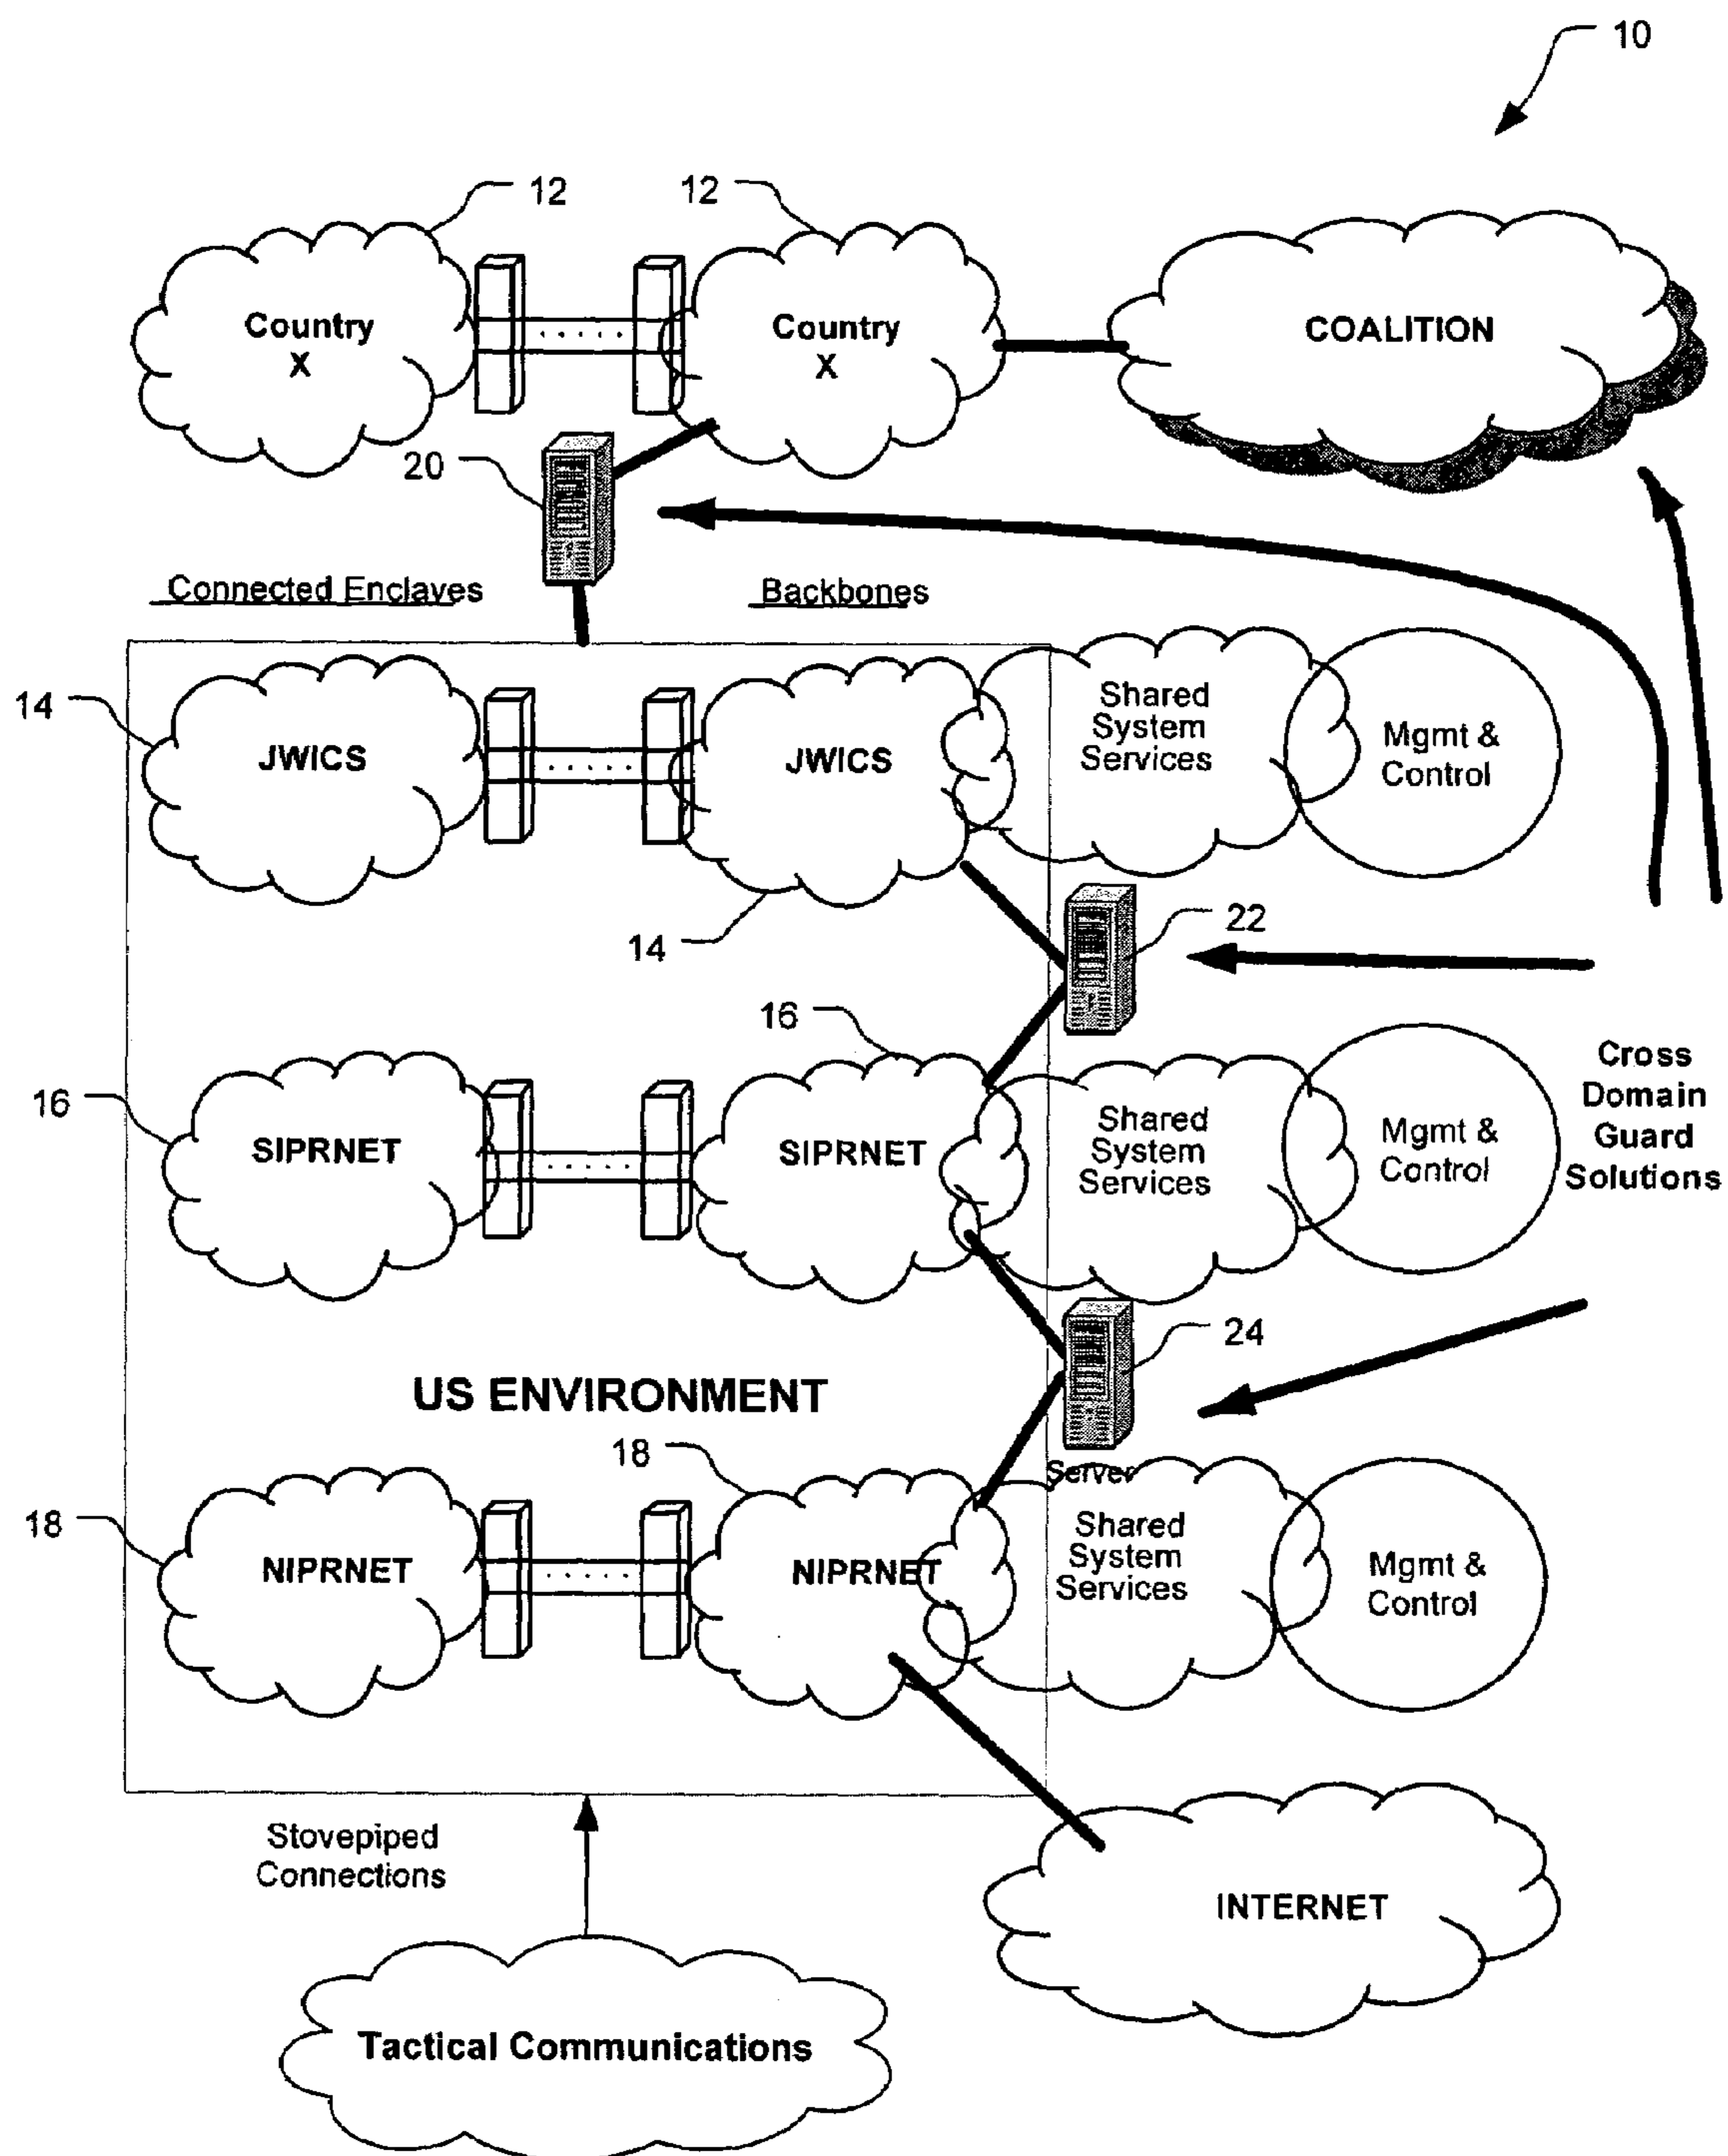 10
12
12
Country
X
Country
X
COALITION
20
Connected Enclaves
Backbones
14
JWICS
JWICS
Shared
System
Services
Mgmt &
Control
14
22
16
16
SIPRNET
SIPRNET
Shared
System
Services
Mgmt &
Control
Cross
Domain
Guard
Solutions
24
US ENVIRONMENT
18
Server
18
NIPRNET
NIPRNET
Shared
System
Services
Mgmt &
Control
Stovepiped
Connections
INTERNET
Tactical Communications